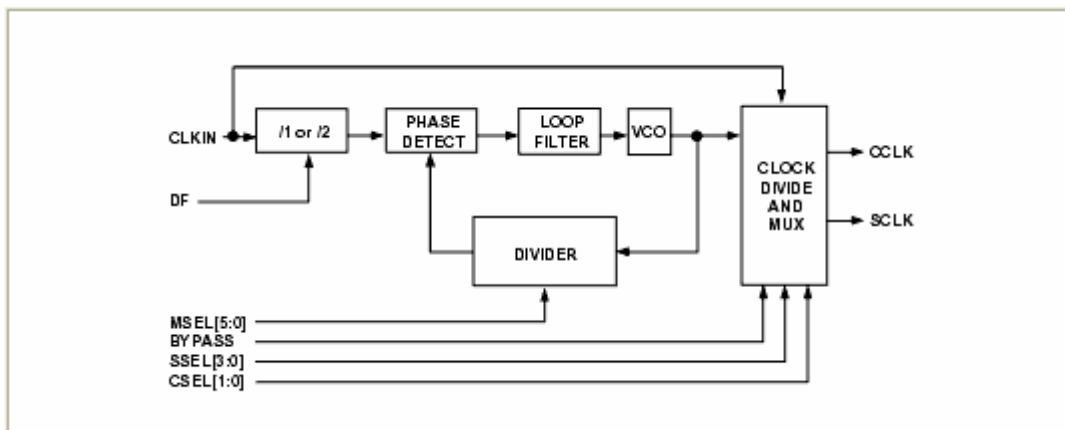 CLKIN
/1 or /2
PHASE
DETECT
LOOP
FILTER
VCO
CLOCK
DIVIDE
AND
MUX
CCLK
SCLK
DF
DIVIDER
MSEL[5:0]
BYPASS
SSEL[3:0]
CSEL[1:0]